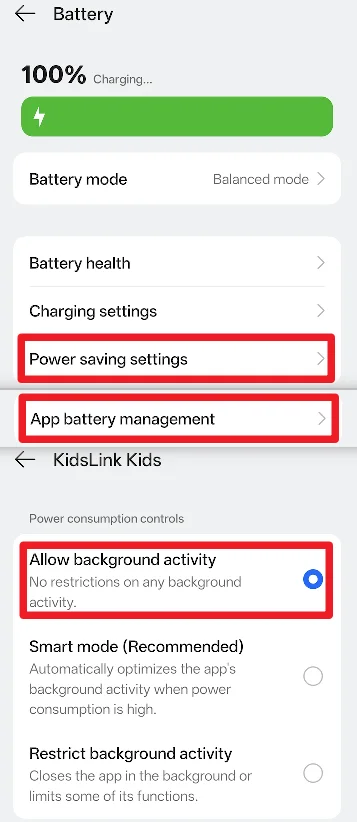 Battery
100% Charging...
Battery mode Balanced mode
Battery health
Charging settings
Power saving settings
App battery management
KidsLink Kids
Power consumption controls
Allow background activity
No restrictions on any background
activity.
Smart mode (Recommended)
Automatically optimizes the app's
background activity when power
consumption is high.
Restrict background activity
Closes the app in the background or
limits some of its functions.